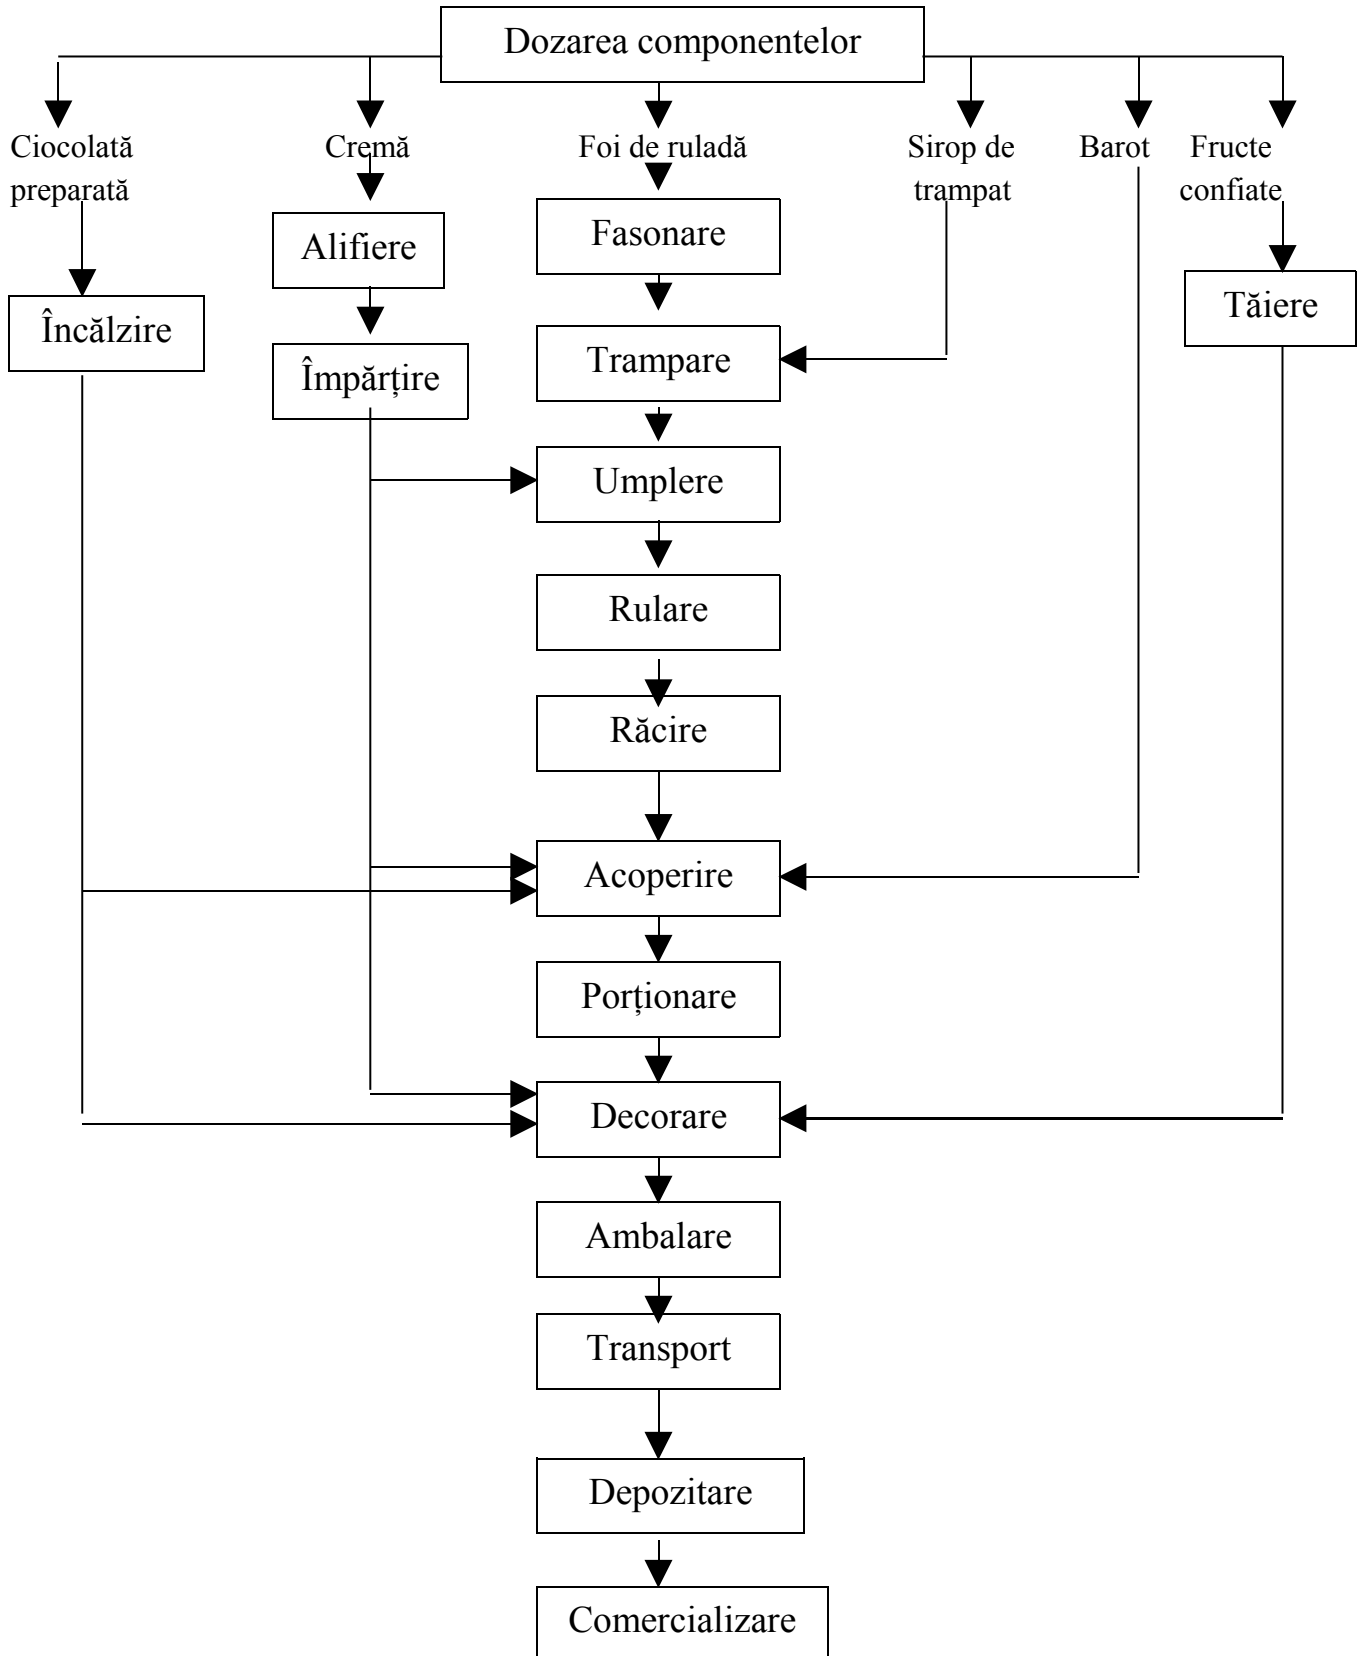 Dozarea componentelor
Ciocolată
preparată
Cremă
Foi de ruladă
Sirop de
trampat
Barot
Fructe
confiate
Alifiere
Fasonare
Încălzire
Tăiere
Împărțire
Trampare
Umplere
Rulare
Răcire
Acoperire
Porționare
Decorare
Ambalare
Transport
Depozitare
Comercializare